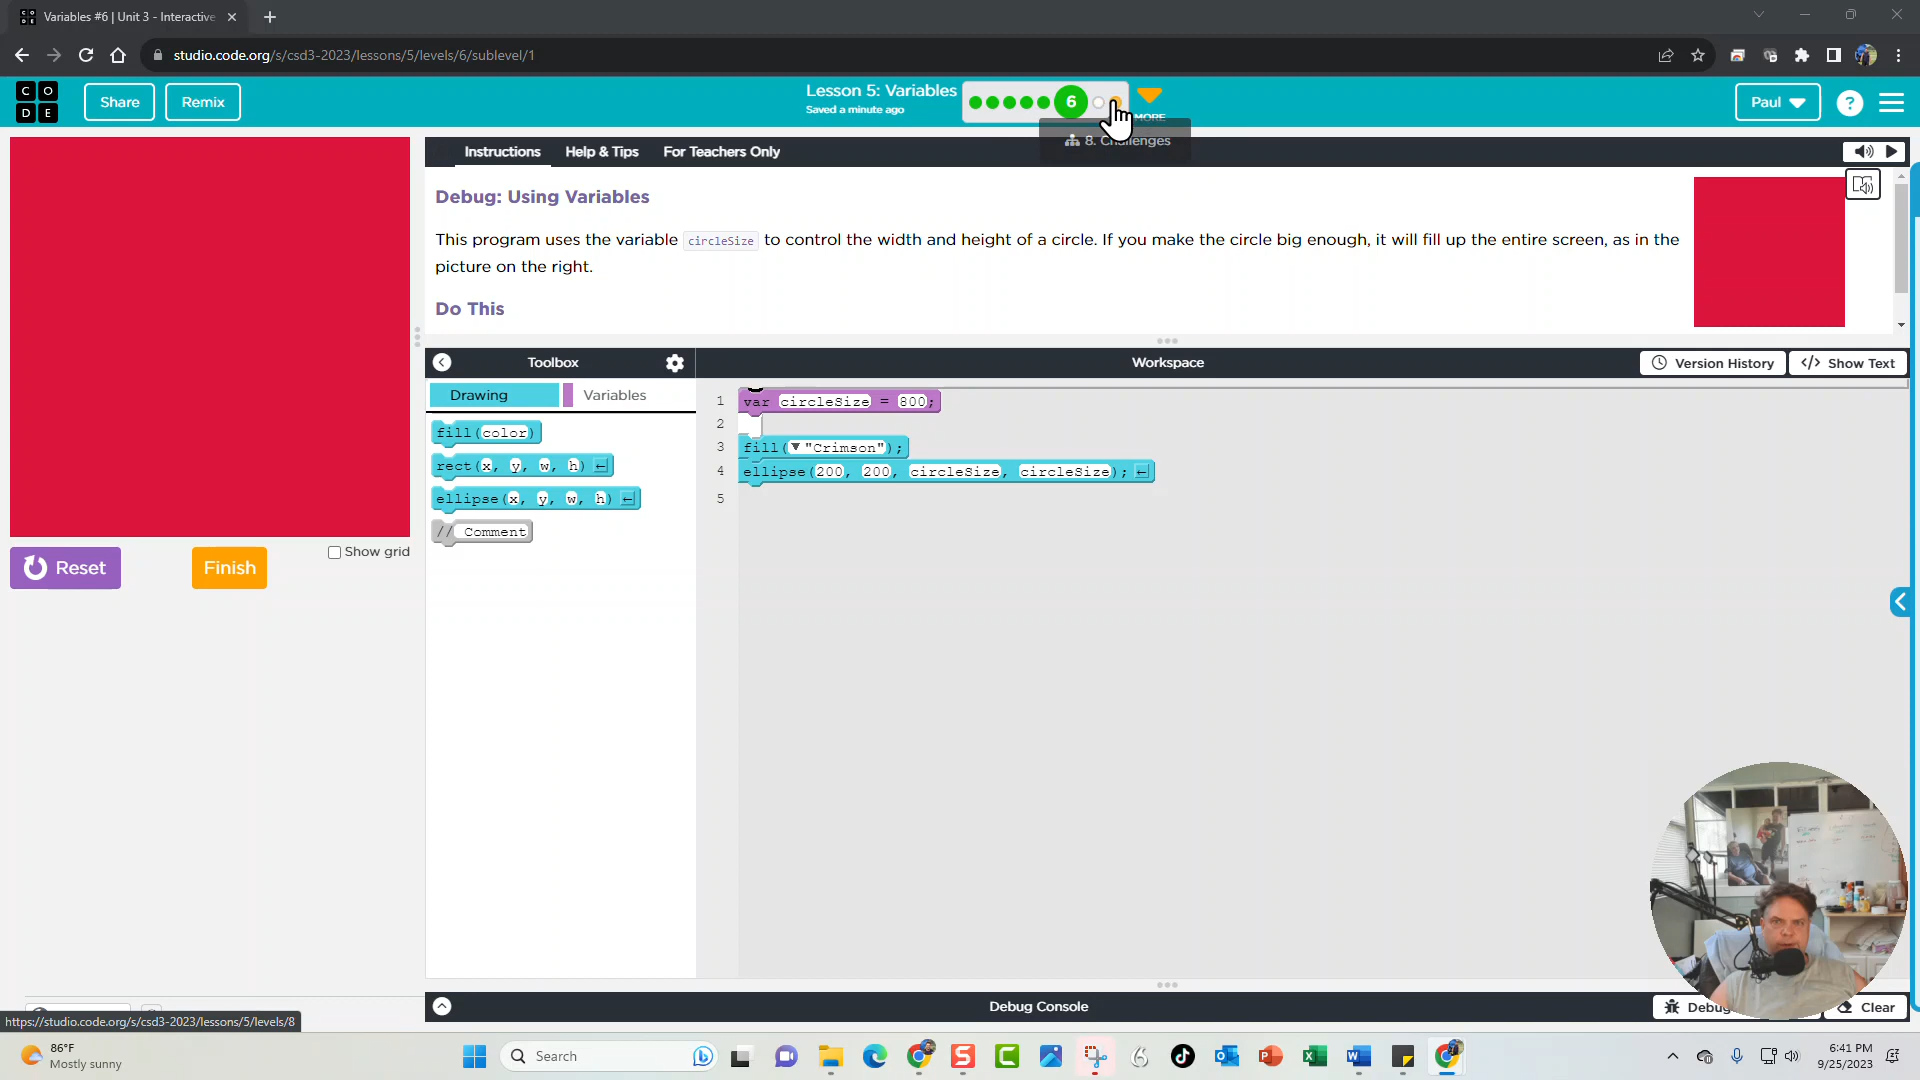 Variables #6 | Unit 3 - Interactive
studio.code.org/s/csd3-2023/lessons/5/levels/6/sublevel/1
C O
D E
Share
Remix
Lesson 5: Variables
Saved a minute ago
6
MORE
8. Challenges
Paul
?
Instructions
Help & Tips
For Teachers Only
Debug: Using Variables
This program uses the variable circleSize to control the width and height of a circle. If you make the circle big enough, it will fill up the entire screen, as in the
picture on the right.
Do This
Toolbox
Workspace
Version History
</> Show Text
Drawing
Variables
fill(color)
rect(x, y, w, h)
ellipse(x, y, w, h)
// Comment
1 var circleSize = 800;
2
3 fill("Crimson");
4 ellipse(200, 200, circleSize, circleSize);
5
Show grid
Reset
Finish
Debug Console
Debug
Clear
https://studio.code.org/s/csd3-2023/lessons/5/levels/8
86°F
Mostly sunny
Search
6:41 PM
9/25/2023